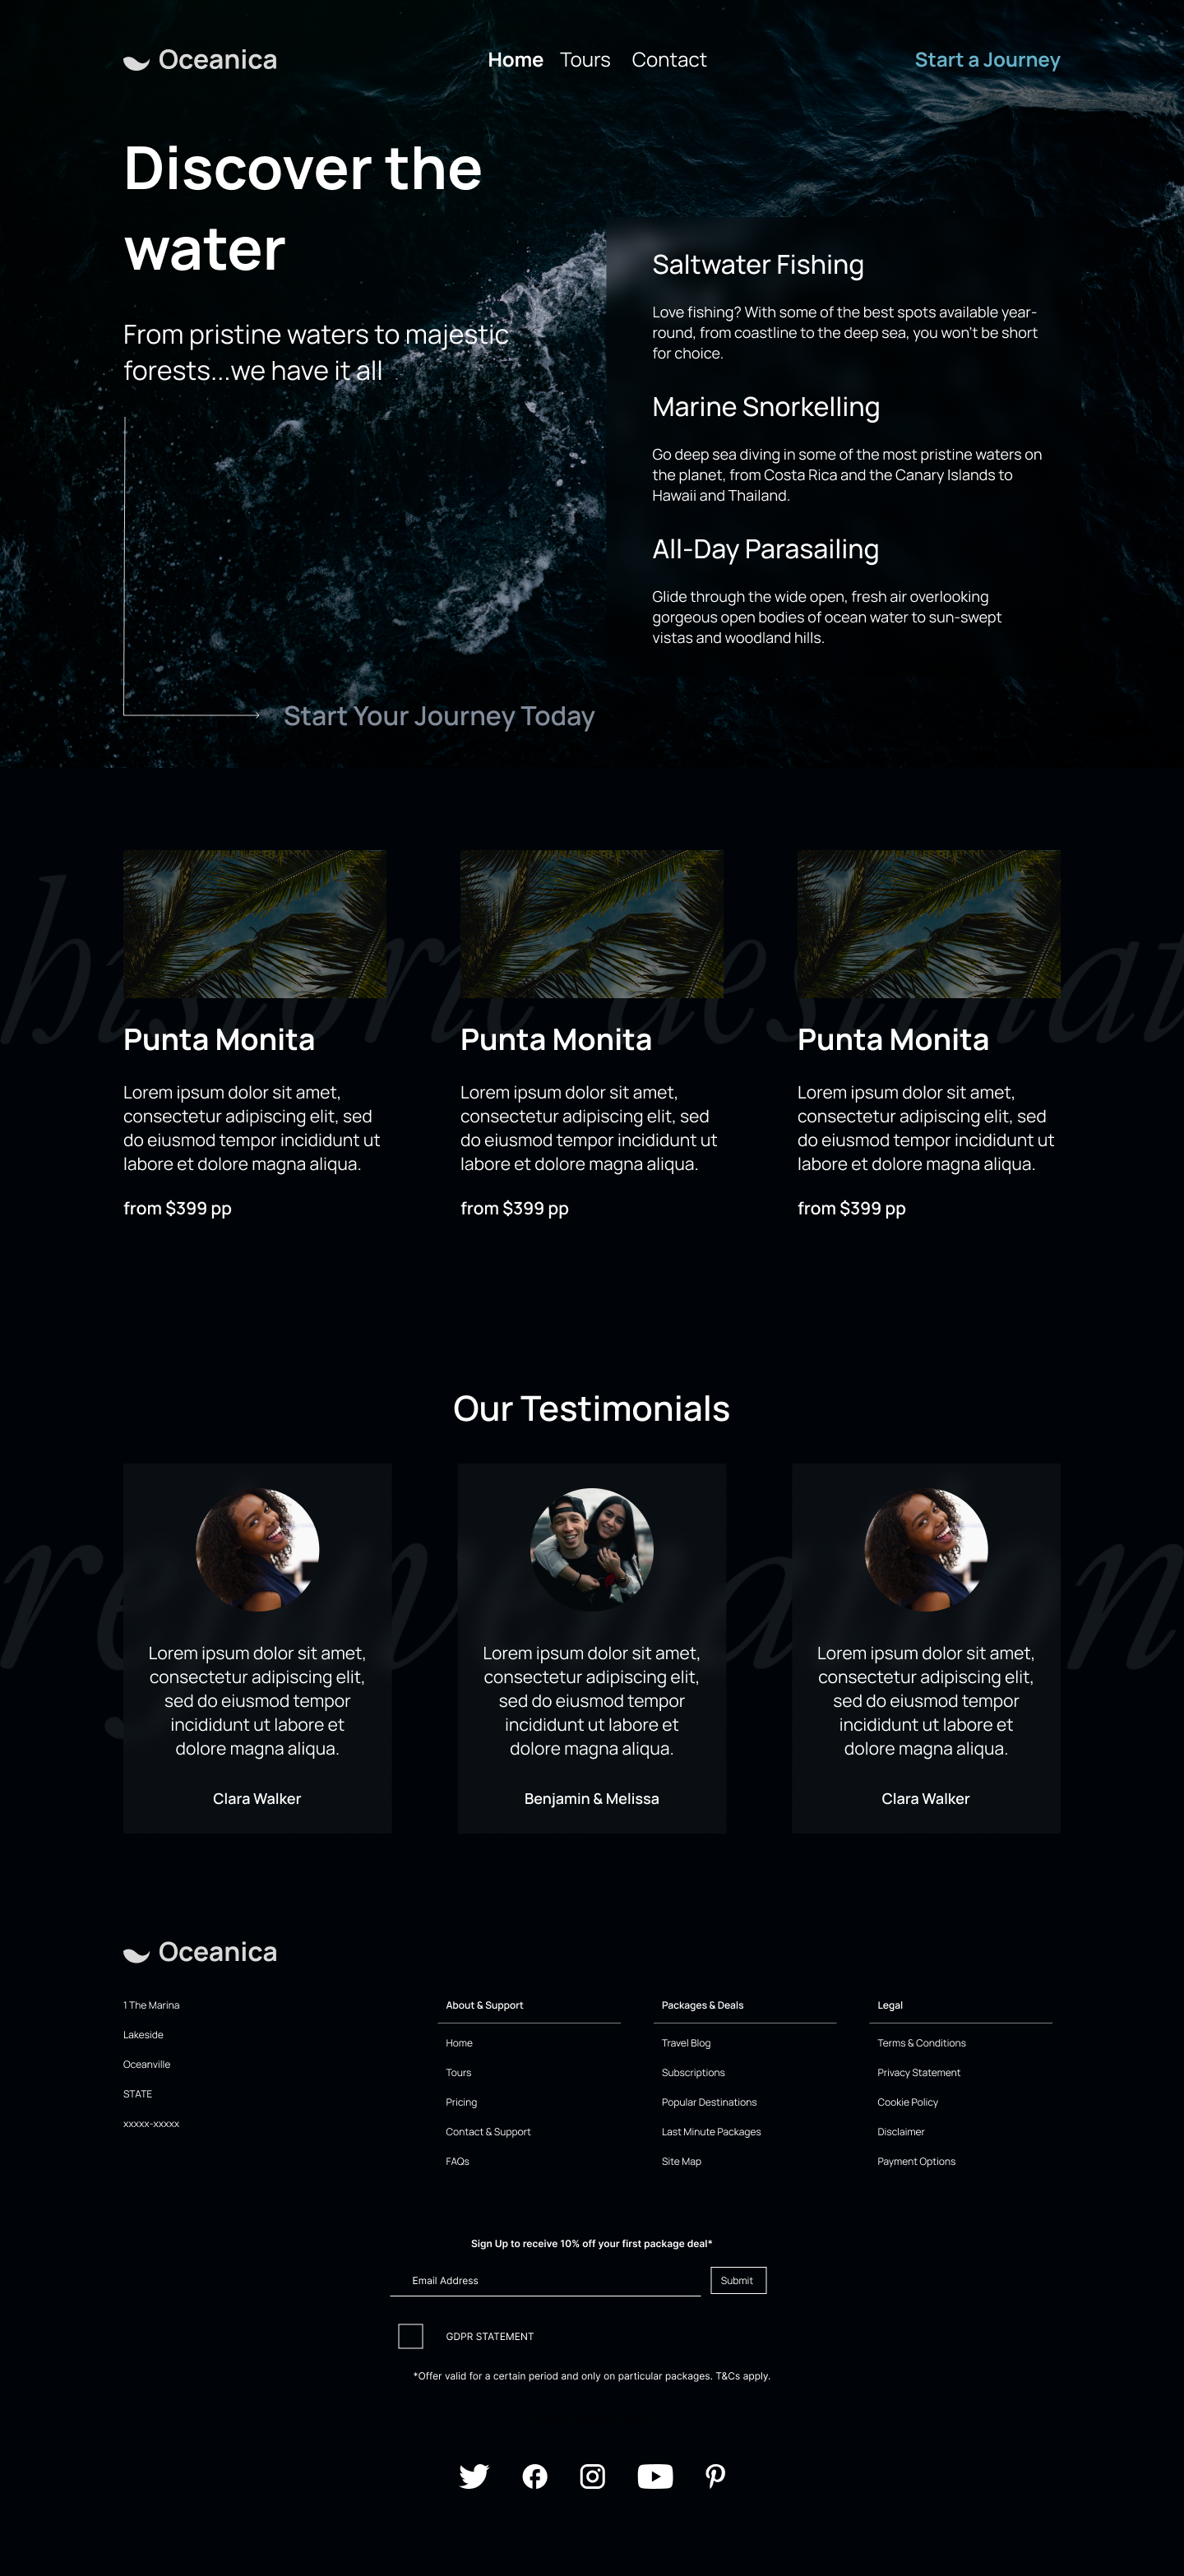 Oceanica
Home Tours Contact
Start a Journey
Discover the
water
From pristine waters to majestic
forests...we have it all
Saltwater Fishing
Love fishing? With some of the best spots available year-
round, from coastline to the deep sea, you won't be short
for choice.
Marine Snorkelling
Go deep sea diving in some of the most pristine waters on
the planet, from Costa Rica and the Canary Islands to
Hawaii and Thailand.
All-Day Parasailing
Glide through the wide open, fresh air overlooking
gorgeous open bodies of ocean water to sun-swept
vistas and woodland hills.
Start Your Journey Today
Punta Monita
Lorem ipsum dolor sit amet,
consectetur adipiscing elit, sed
do eiusmod tempor incididunt ut
labore et dolore magna aliqua.
from $399 pp
Punta Monita
Lorem ipsum dolor sit amet,
consectetur adipiscing elit, sed
do eiusmod tempor incididunt ut
labore et dolore magna aliqua.
from $399 pp
Punta Monita
Lorem ipsum dolor sit amet,
consectetur adipiscing elit, sed
do eiusmod tempor incididunt ut
labore et dolore magna aliqua.
from $399 pp
Our Testimonials
Lorem ipsum dolor sit amet,
consectetur adipiscing elit,
sed do eiusmod tempor
incididunt ut labore et
dolore magna aliqua.
Clara Walker
Lorem ipsum dolor sit amet,
consectetur adipiscing elit,
sed do eiusmod tempor
incididunt ut labore et
dolore magna aliqua.
Benjamin & Melissa
Lorem ipsum dolor sit amet,
consectetur adipiscing elit,
sed do eiusmod tempor
incididunt ut labore et
dolore magna aliqua.
Clara Walker
Oceanica
1 The Marina
Lakeside
Oceanville
STATE
xxxxx-xxxxx
About & Support
Home
Tours
Pricing
Contact & Support
FAQs
Packages & Deals
Travel Blog
Subscriptions
Popular Destinations
Last Minute Packages
Site Map
Legal
Terms & Conditions
Privacy Statement
Cookie Policy
Disclaimer
Payment Options
Sign Up to receive 10% off your first package deal*
Email Address
Submit
GDPR STATEMENT
*Offer valid for a certain period and only on particular packages. T&Cs apply.